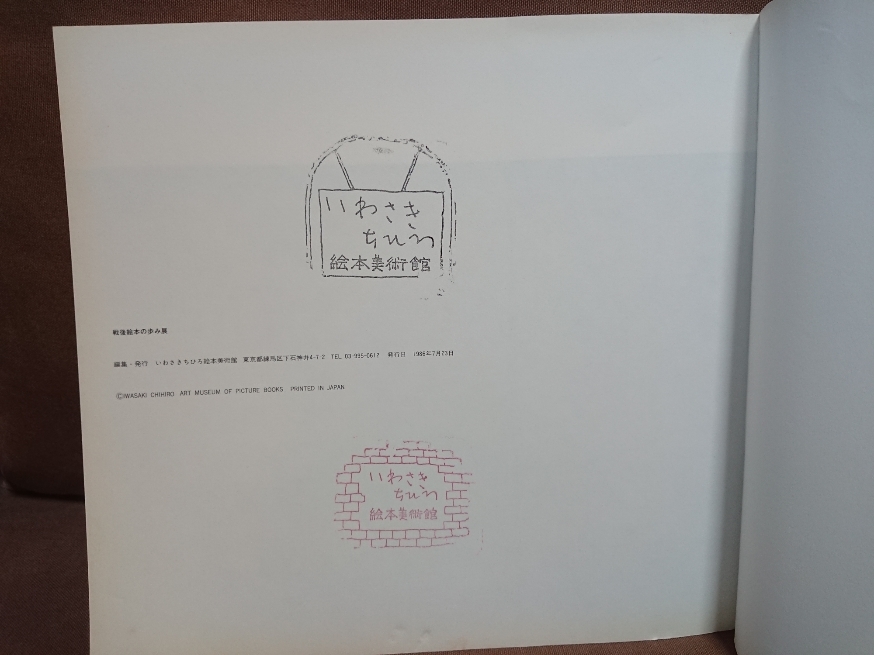 いわさき
ちひろ
絵本美術館
戦後絵本の歩み展
編集・発行 いわさきちひろ絵本美術館 東京都練馬区下石神井4-7-2 TEL 03-995-0612 発行日 1986年7月23日
©IWASAKI CHIHIRO ART MUSEUM OF PICTURE BOOKS PRINTED IN JAPAN
いわさき
ちひろ
絵本美術館